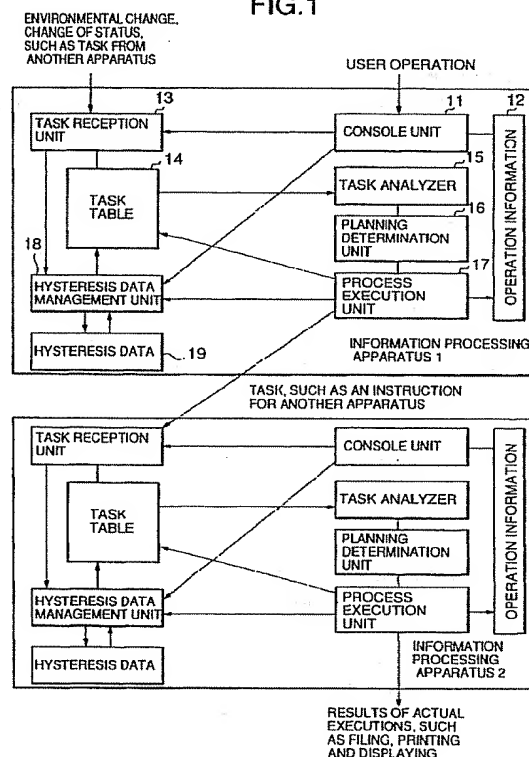 FIG.1
ENVIRONMENTAL CHANGE,
CHANGE OF STATUS,
SUCH AS TASK FROM
ANOTHER APPARATUS
USER OPERATION
13
TASK RECEPTION
UNIT
14
TASK
TABLE
18
HYSTERESIS DATA
MANAGEMENT UNIT
HYSTERESIS DATA
19
11
CONSOLE UNIT
15
TASK ANALYZER
16
PLANNING
DETERMINATION
UNIT
17
PROCESS
EXECUTION
UNIT
12
OPERATION INFORMATION
INFORMATION PROCESSING
APPARATUS 1
TASK, SUCH AS AN INSTRUCTION
FOR ANOTHER APPARATUS
TASK RECEPTION
UNIT
TASK
TABLE
HYSTERESIS DATA
MANAGEMENT UNIT
HYSTERESIS DATA
CONSOLE UNIT
TASK ANALYZER
PLANNING
DETERMINATION
UNIT
PROCESS
EXECUTION
UNIT
OPERATION INFORMATION
INFORMATION
PROCESSING
APPARATUS 2
RESULTS OF ACTUAL
EXECUTIONS, SUCH
AS FILING, PRINTING
AND DISPLAYING